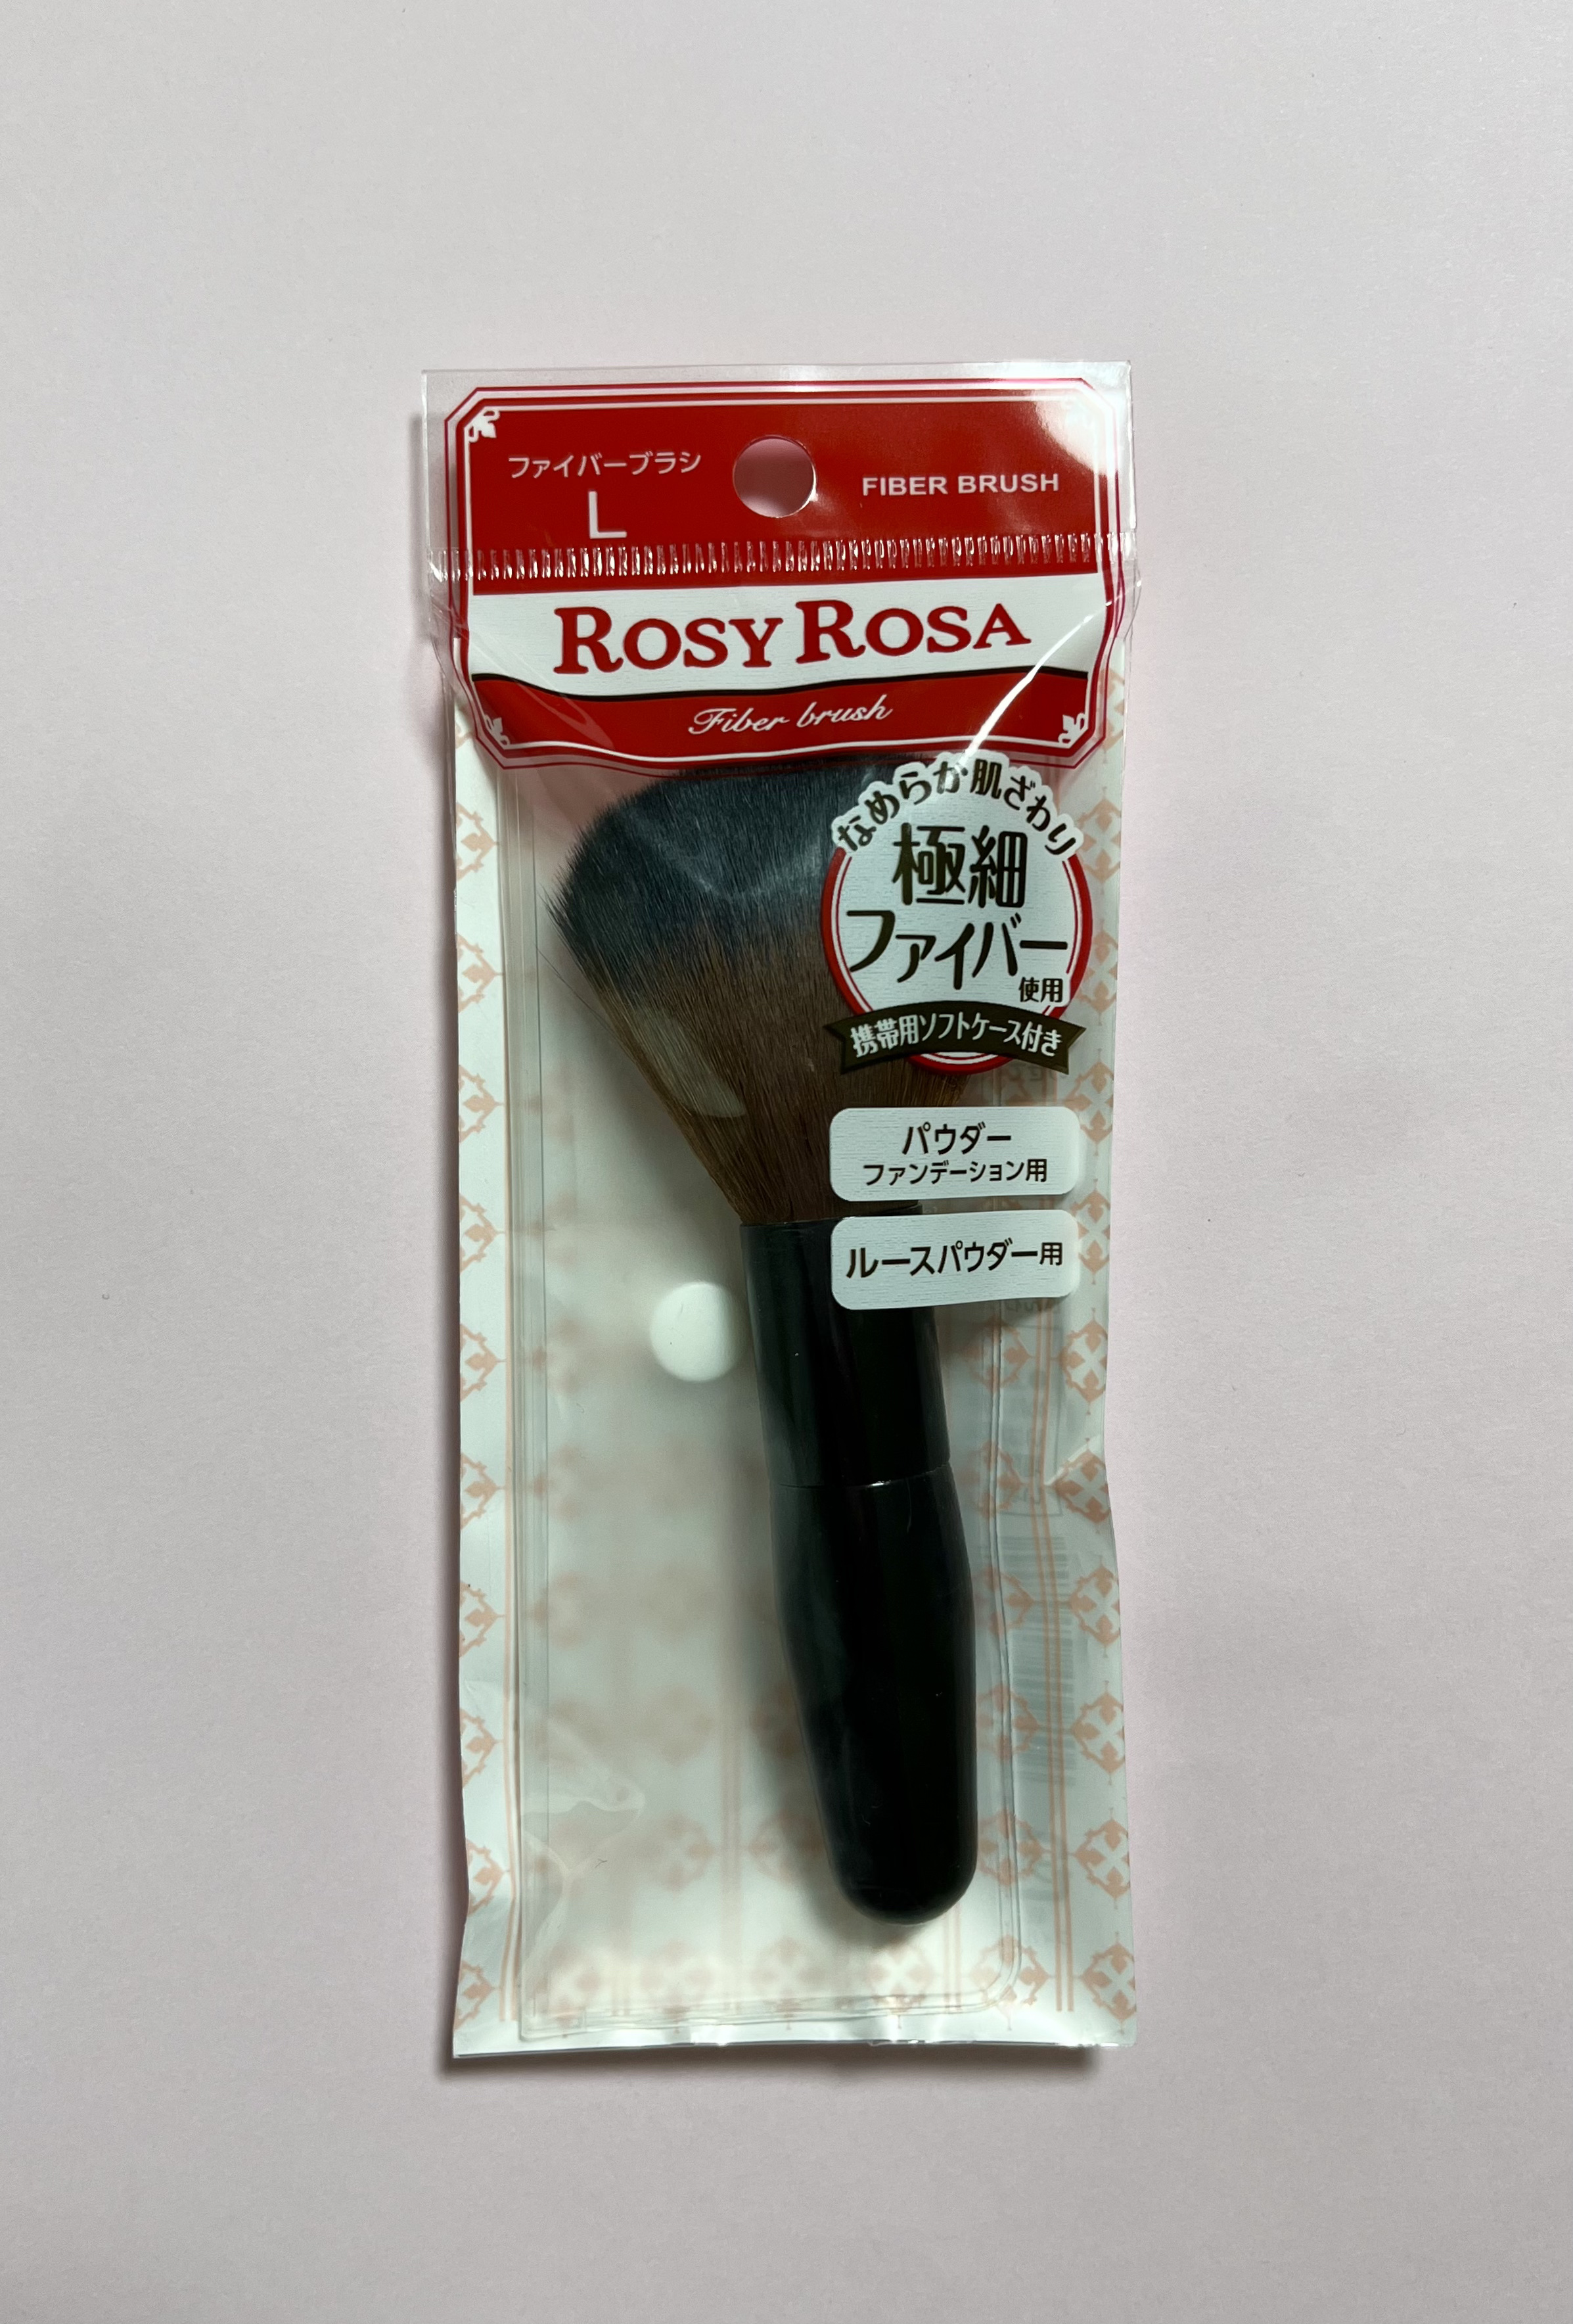 ファイバーブラシ
L
FIBER BRUSH
ROSY ROSA
Fiber brush
なめらか肌ざわり
極細
ファイバー
使用
携帯用ソフトケース付き
パウダー
ファンデーション用
ルースパウダー用